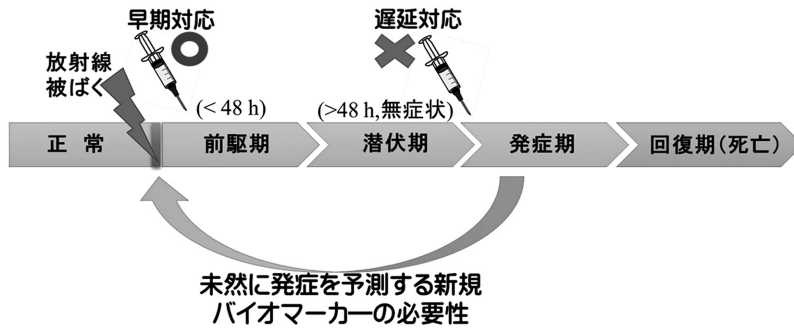 早期対応
遅延対応
放射線
被ばく
(< 48 h)
(>48 h,無症状)
正 常
前駆期
潜伏期
発症期
回復期(死亡)
未然に発症を予測する新規
バイオマーカーの必要性